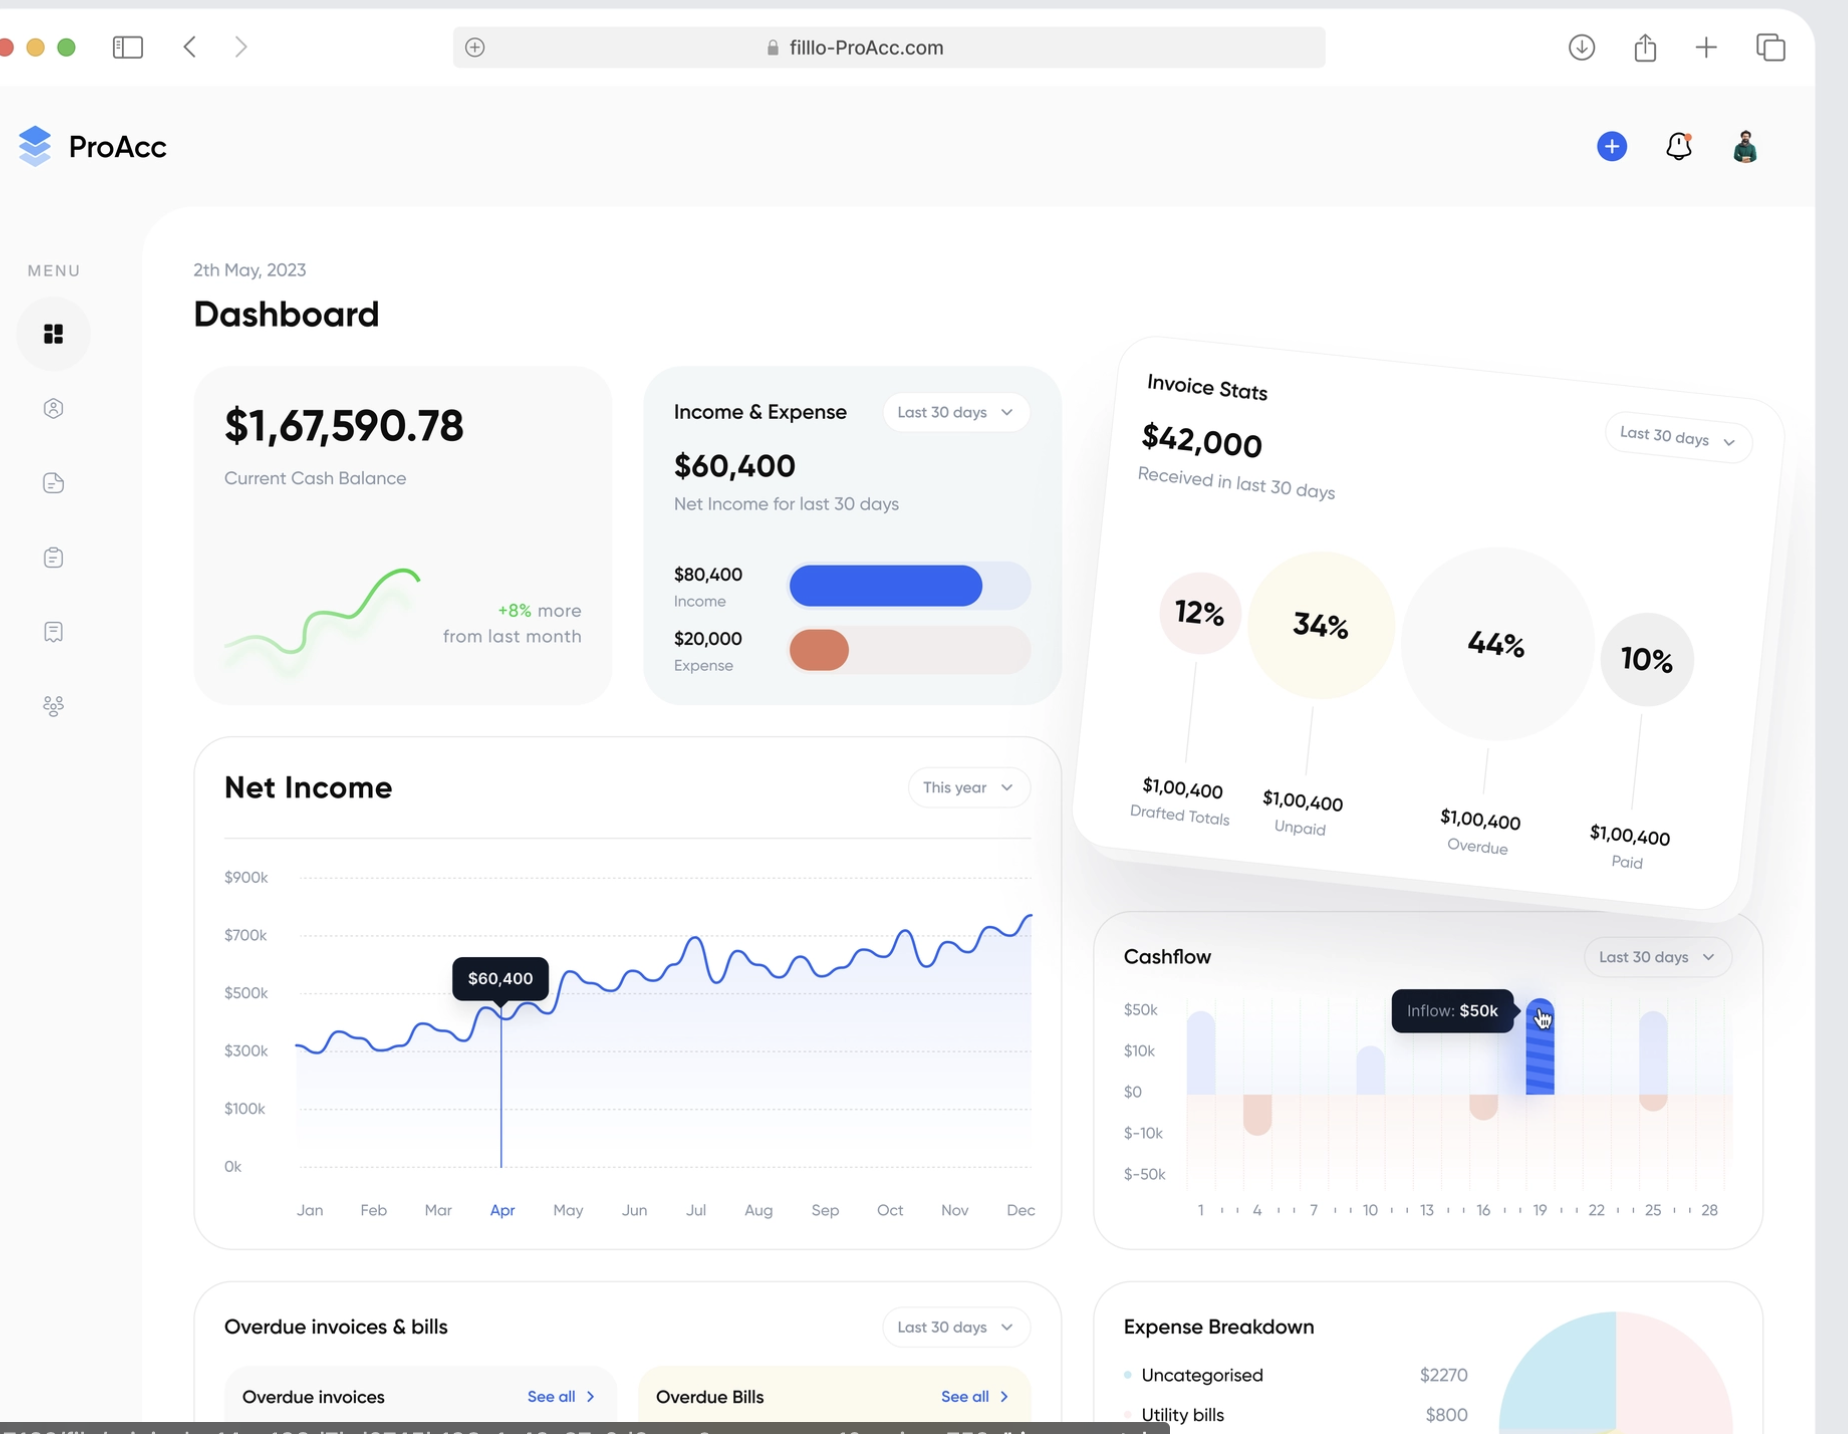 filllo-ProAcc.com
ProAcc
MENU
2th May, 2023
Dashboard
$1,67,590.78
Current Cash Balance
+8% more
from last month
Income & Expense
Last 30 days
$60,400
Net Income for last 30 days
$80,400
Income
$20,000
Expense
Invoice Stats
Last 30 days
$42,000
Received in last 30 days
12%
34%
44%
10%
$1,00,400
Drafted Totals
$1,00,400
Unpaid
$1,00,400
Overdue
$1,00,400
Paid
Net Income
This year
$900k
$700k
$500k
$300k
$100k
0k
$60,400
Jan Feb Mar Apr May Jun Jul Aug Sep Oct Nov Dec
Cashflow
Last 30 days
Inflow: $50k
$50k
$10k
$0
$-10k
$-50k
1 4 7 10 13 16 19 22 25 28
Overdue invoices & bills
Last 30 days
Overdue invoices
See all
Overdue Bills
See all
Expense Breakdown
Uncategorised $2270
Utility bills $800